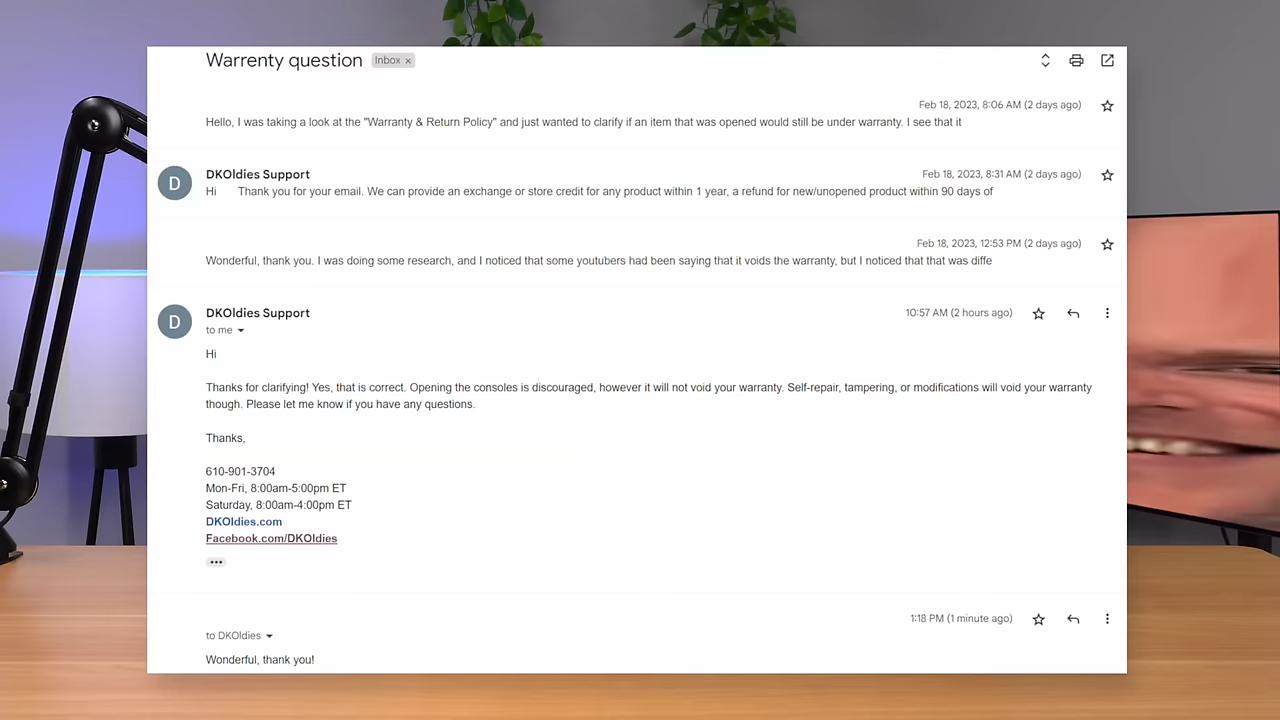 Warrenty question Inbox ×
Feb 18, 2023, 8:06 AM (2 days ago)
Hello, I was taking a look at the "Warranty & Return Policy" and just wanted to clarify if an item that was opened would still be under warranty. I see that it
DKOldies Support Feb 18, 2023, 8:31 AM (2 days ago)
D
Hi Thank you for your email. We can provide an exchange or store credit for any product within 1 year, a refund for new/unopened product within 90 days of
Feb 18, 2023, 12:53 PM (2 days ago)
Wonderful, thank you. I was doing some research, and I noticed that some youtubers had been saying that it voids the warranty, but I noticed that that was diffe
DKOldies Support 10:57 AM (2 hours ago)
D
to me
Hi
Thanks for clarifying! Yes, that is correct. Opening the consoles is discouraged, however it will not void your warranty. Self-repair, tampering, or modifications will void your warranty
though. Please let me know if you have any questions.
Thanks,
610-901-3704
Mon-Fri, 8:00am-5:00pm ET
Saturday, 8:00am-4:00pm ET
DKOldies.com
Facebook.com/DKOldies
1:18 PM (1 minute ago)
to DKOldies
Wonderful, thank you!